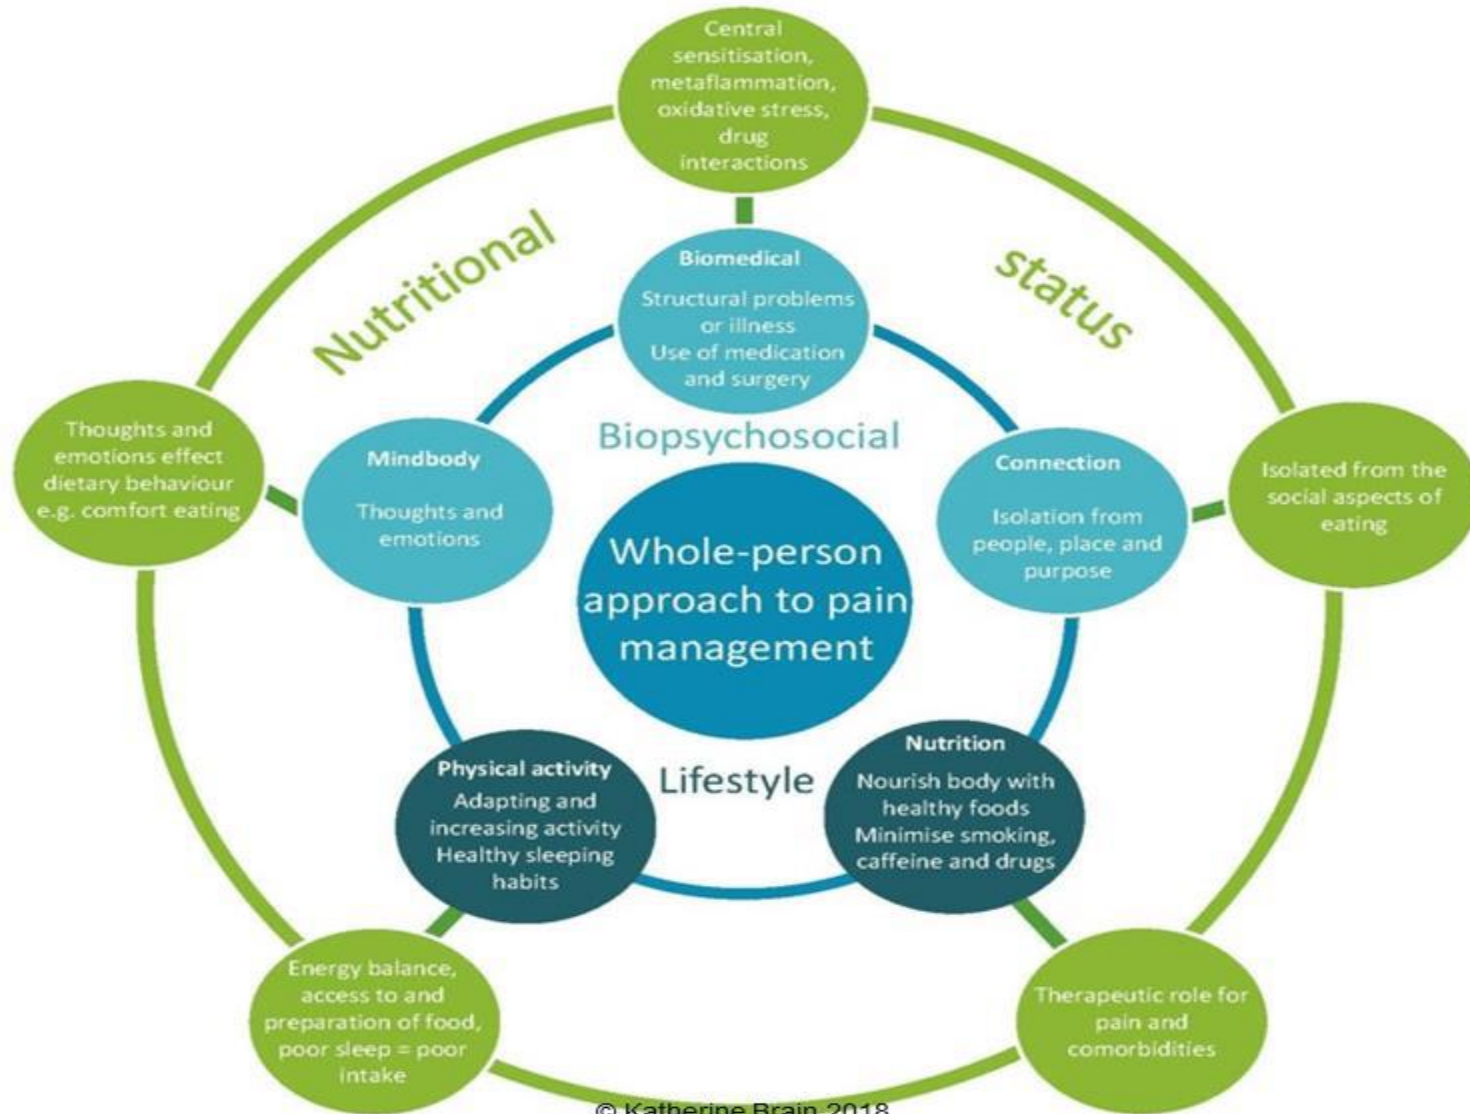 Central
sensitisation,
metaflammation,
oxidative stress,
drug
interactions
Nutritional
status
Biomedical
Structural problems
or illness
Use of medication
and surgery
Thoughts and
emotions effect
dietary behaviour
e.g. comfort eating
Mindbody
Thoughts and
emotions
Biopsychosocial
Connection
Isolation from
people, place and
purpose
Isolated from the
social aspects of
eating
Whole-person
approach to pain
management
Physical activity
Adapting and
increasing activity
Healthy sleeping
habits
Lifestyle
Nutrition
Nourish body with
healthy foods
Minimise smoking,
caffeine and drugs
Energy balance,
access to and
preparation of food,
poor sleep = poor
intake
Therapeutic role for
pain and
comorbidities
© Katherine Brain 2018